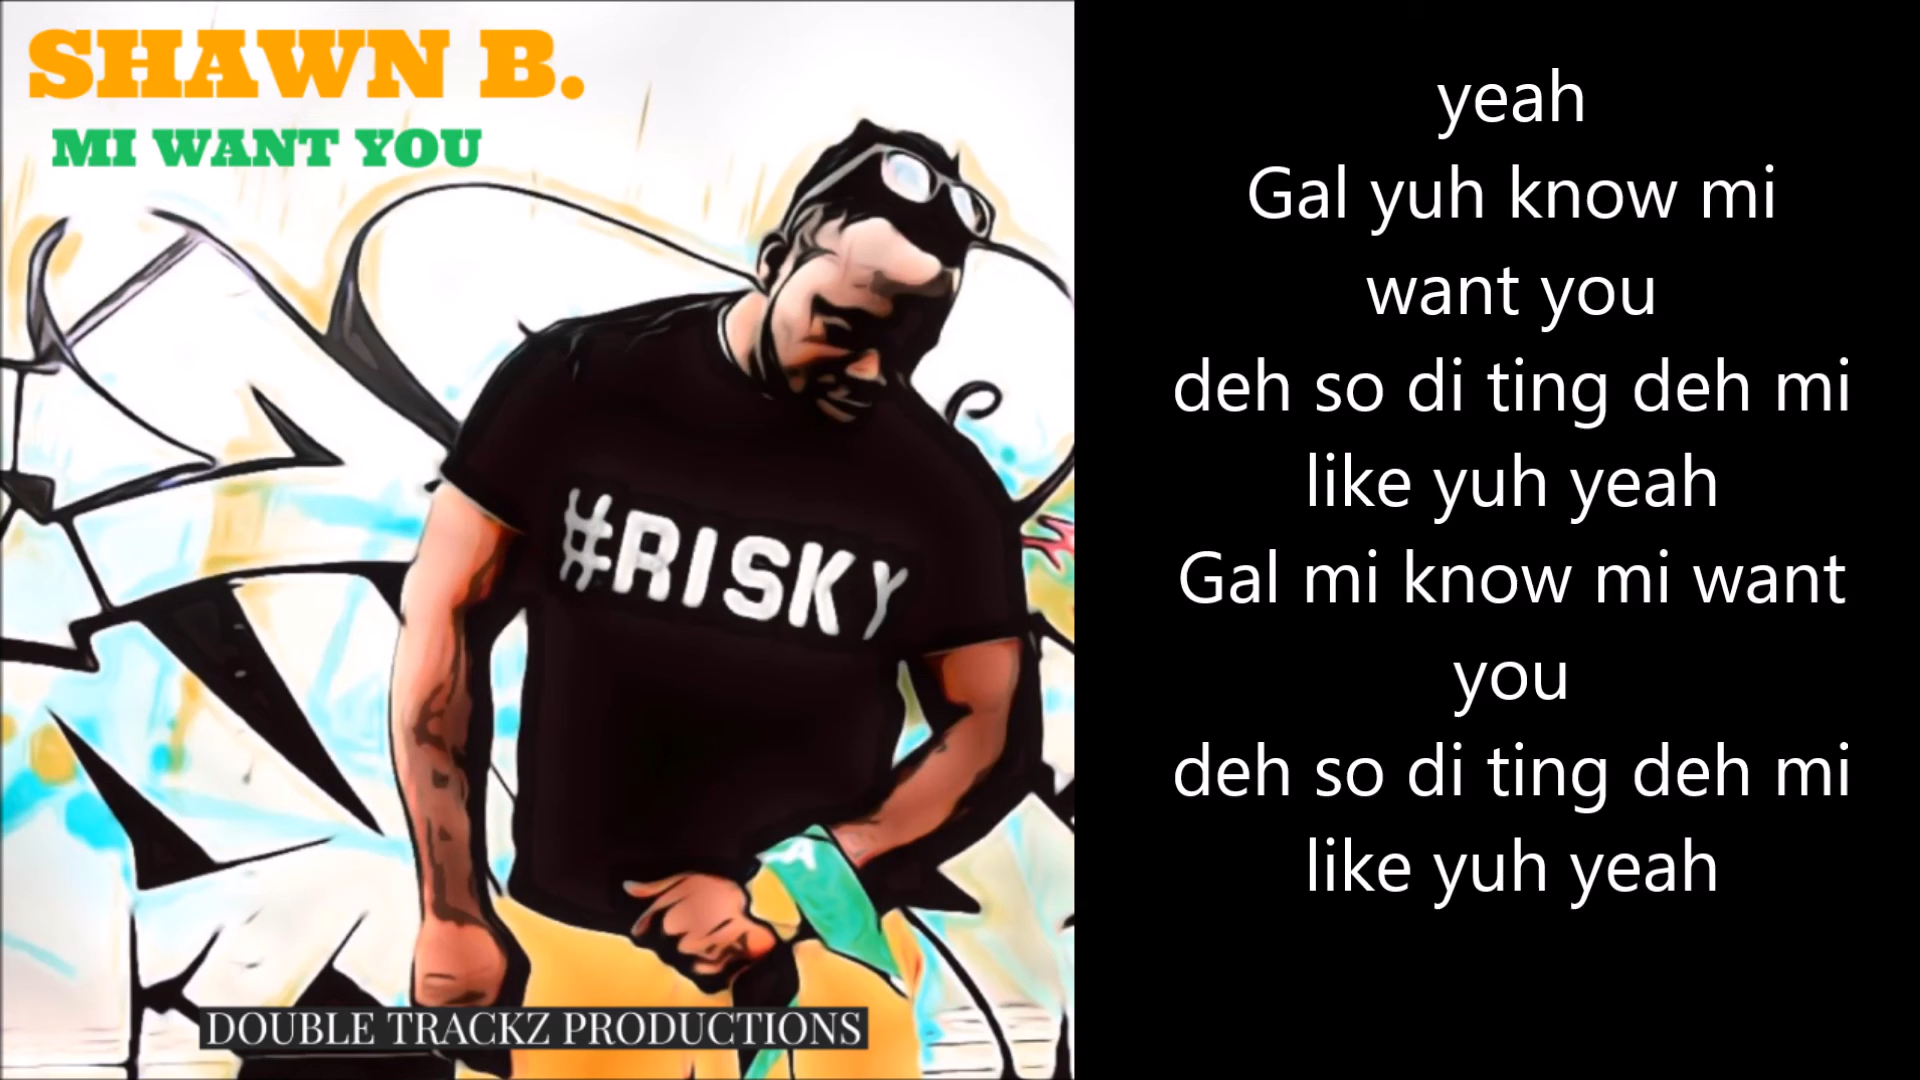 SHAWN B.
MI WANT YOU
#RISKY
A
DOUBLE TRACKZ PRODUCTIONS
yeah
Gal yuh know mi
want you
deh so di ting deh mi
like yuh yeah
Gal mi know mi want
you
deh so di ting deh mi
like yuh yeah